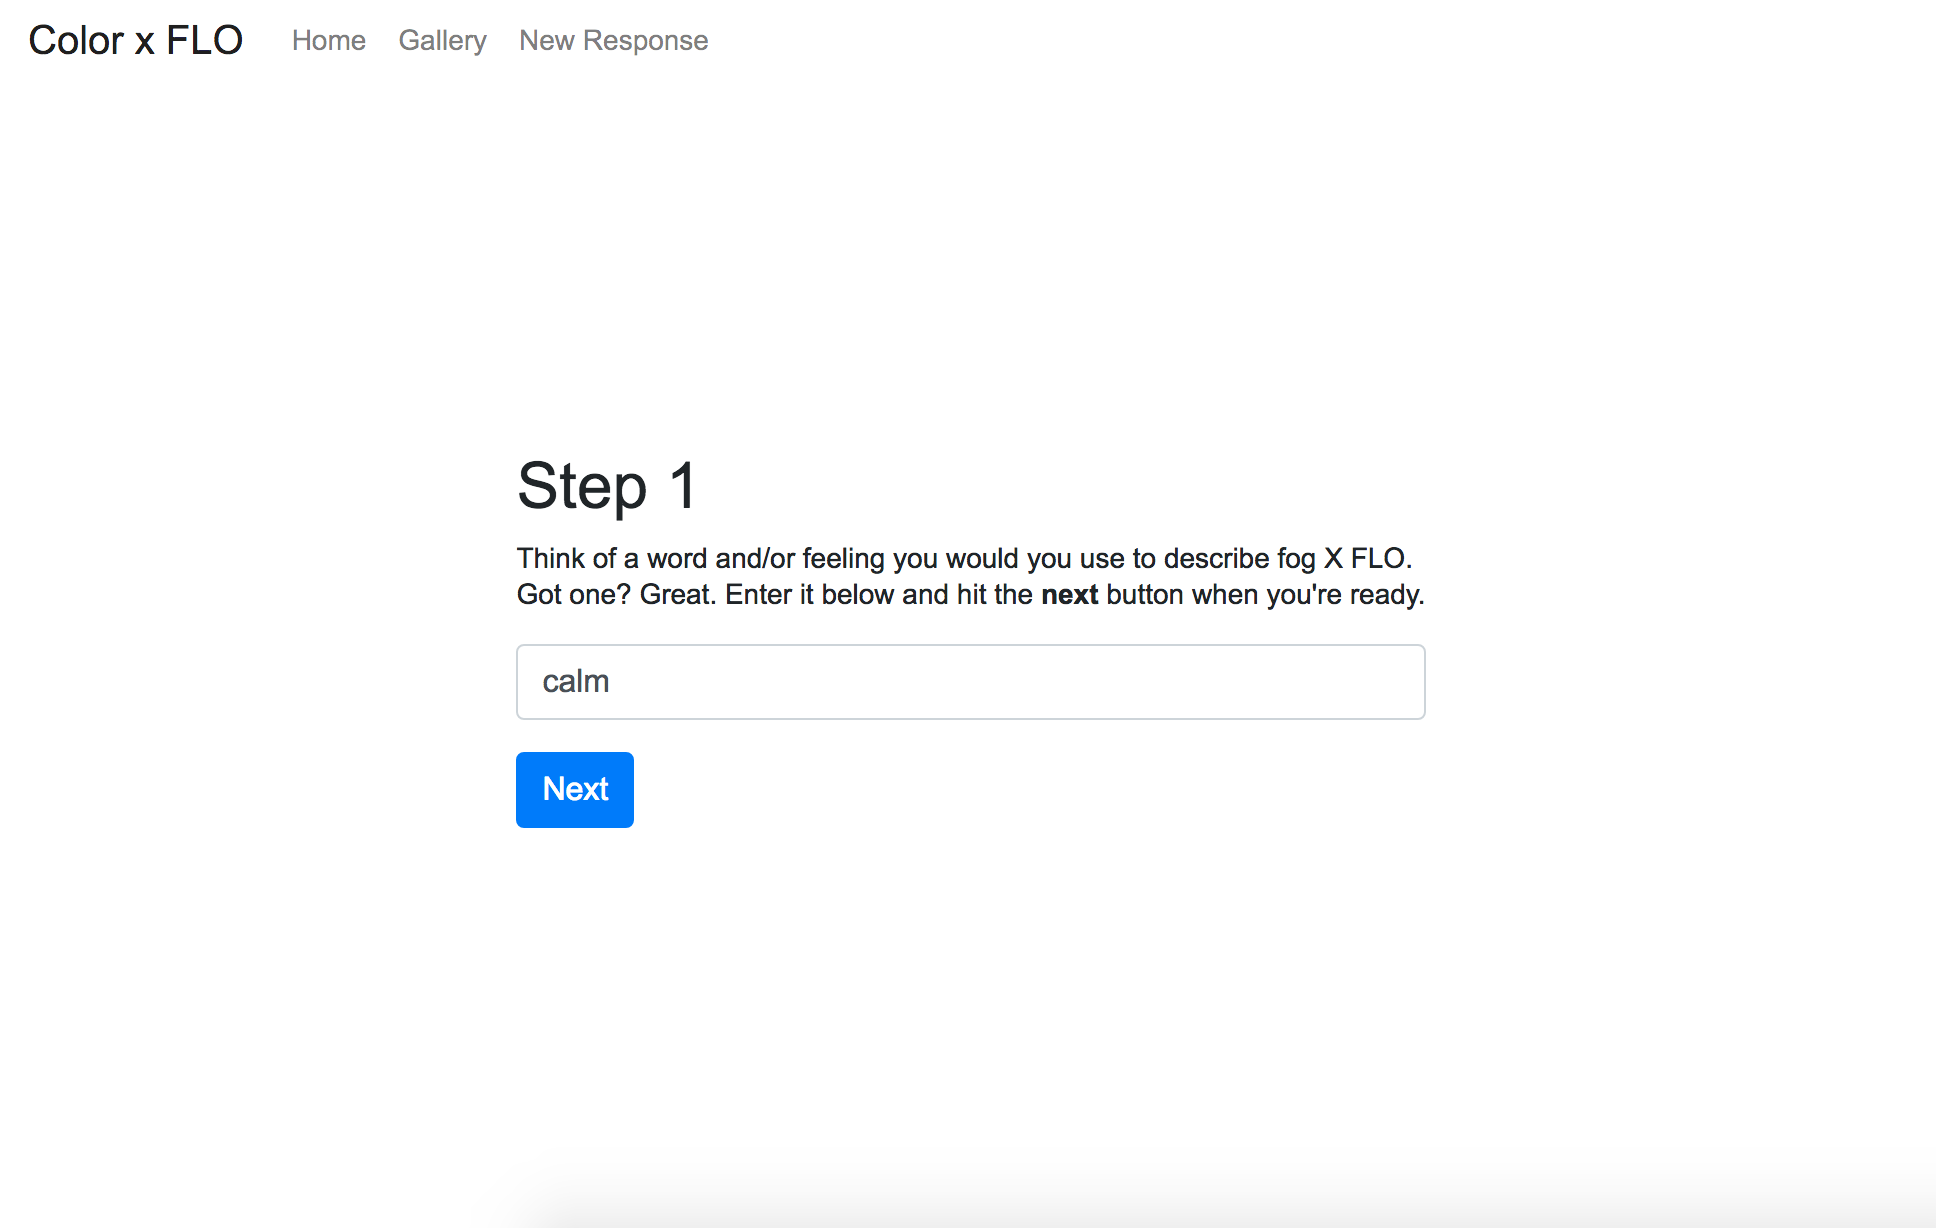 Color x FLO Home Gallery New Response
Step 1
Think of a word and/or feeling you would you use to describe fog X FLO.
Got one? Great. Enter it below and hit the next button when you're ready.
calm
Next